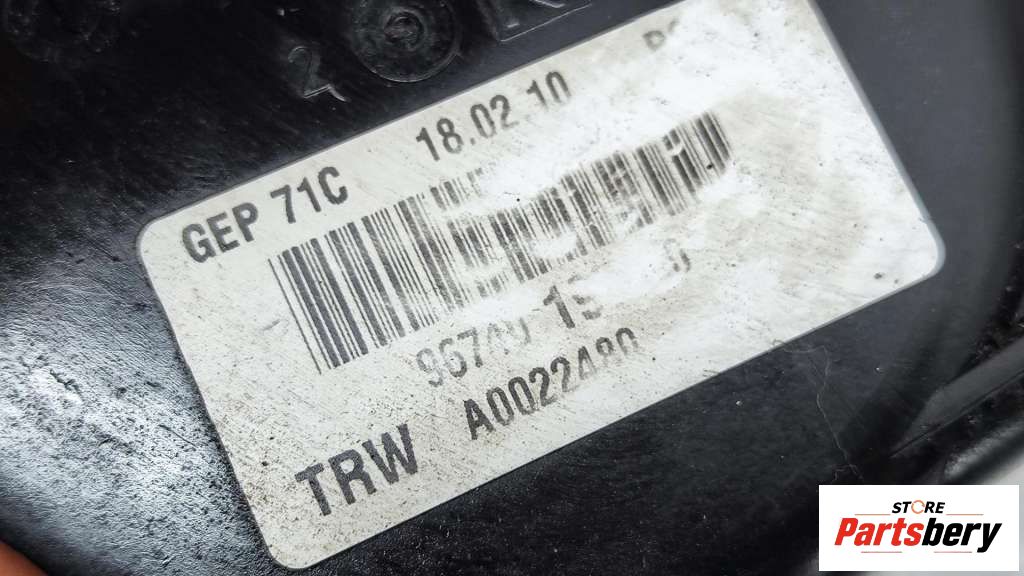 GEP 71C 18.02.10
A0022480
TRW
STORE
Partsbery